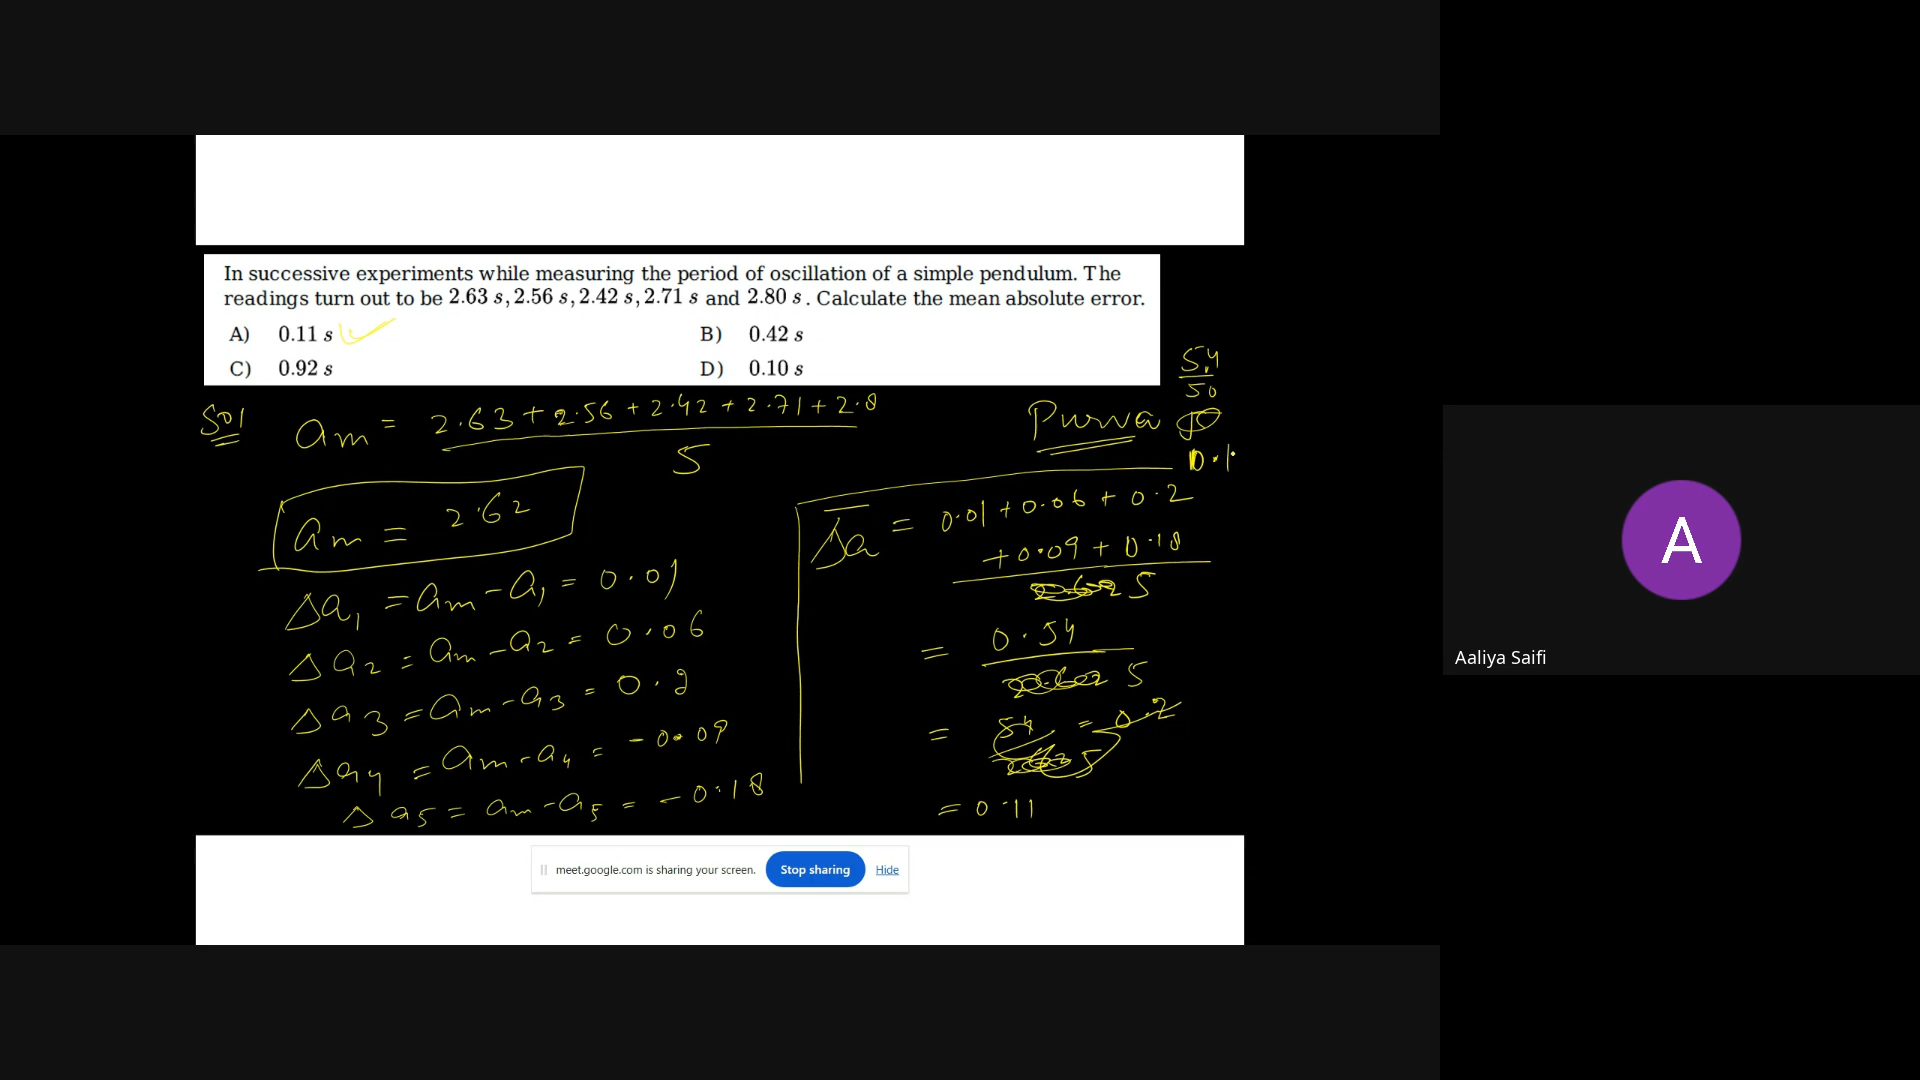 In successive experiments while measuring the period of oscillation of a simple pendulum. The
readings turn out to be 2.63 s, 2.56 s, 2.42 s, 2.71 s and 2.80 s. Calculate the mean absolute error.
A) 0.11 s B) 0.42 s
C) 0.92 s D) 0.10 s
5.4
50
Sol am = 2.63 + 2.56 + 2.42 + 2.71 + 2.8
5
Purva
0.1
am = 2.62
Δa1 = am - a1 = 0.01
Δa2 = am - a2 = 0.06
Δa3 = am - a3 = 0.2
Δa4 = am - a4 = - 0.09
Δa5 = am - a5 = - 0.18
Δa = 0.01 + 0.06 + 0.2
+ 0.09 + 0.18
5
= 0.54
5
= 54 = 0.2
5
= 0.11
meet.google.com is sharing your screen. Stop sharing Hide
A
Aaliya Saifi